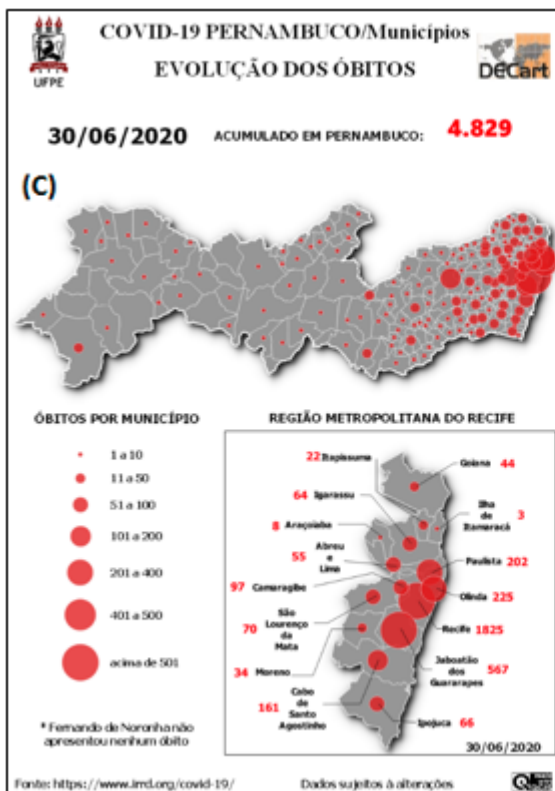 COVID-19 PERNAMBUCO/Municípios
EVOLUÇÃO DOS ÓBITOS
UFPE
DECart
30/06/2020 ACUMULADO EM PERNAMBUCO: 4.829
(C)
ÓBITOS POR MUNICÍPIO
1 a 10
11 a 50
51 a 100
101 a 200
201 a 400
401 a 500
acima de 501
* Fernando de Noronha não
apresentou nenhum óbito
REGIÃO METROPOLITANA DO RECIFE
22 Itapissuma
Goiana 44
64 Igarassu
Ilha de Itamaracá 3
8 Araçoiaba
55 Abreu e Lima
Paulista 202
97 Camaragibe
Olinda 225
70 São Lourenço da Mata
Recife 1825
34 Moreno
Jaboatão dos Guararapes 567
161 Cabo de Santo Agostinho
Ipojuca 66
30/06/2020
Fonte: https://www.irrd.org/covid-19/ Dados sujeitos à alterações